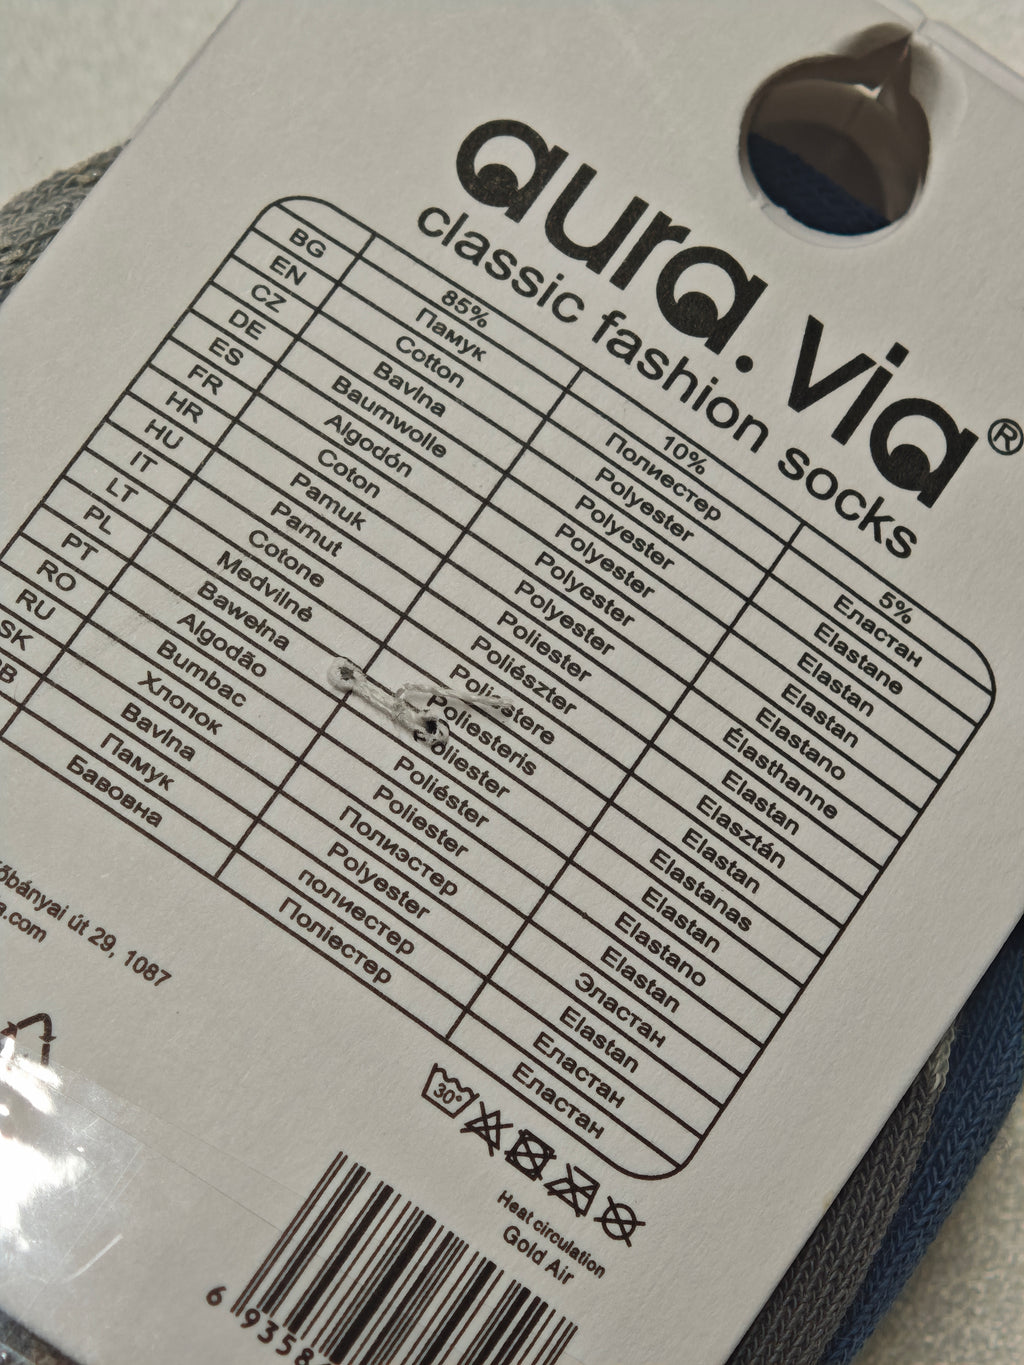 aura.via®
classic fashion socks
85% 10% 5%
BG Памук Полиестер Еластан
EN Cotton Polyester Elastane
CZ Bavlna Polyester Elastan
DE Baumwolle Polyester Elastan
ES Algodón Polyester Elastano
FR Coton Polyester Élasthanne
HR Pamuk Poliester Elastan
HU Pamut Poliészter Elasztán
IT Cotone Poliestere Elastan
LT Medvilnė Poliesteris Elastanas
PL Bawełna Poliester Elastan
PT Algodão Poliéster Elastano
RO Bumbac Poliester Elastan
RU Хлопок Полиэстер Эластан
SK Bavlna Polyester Elastan
Памук полиестер Еластан
Бавовна Поліестер Еластан
őbányai út 29, 1087
.com
30°
Heat circulation
Gold Air
6 9358